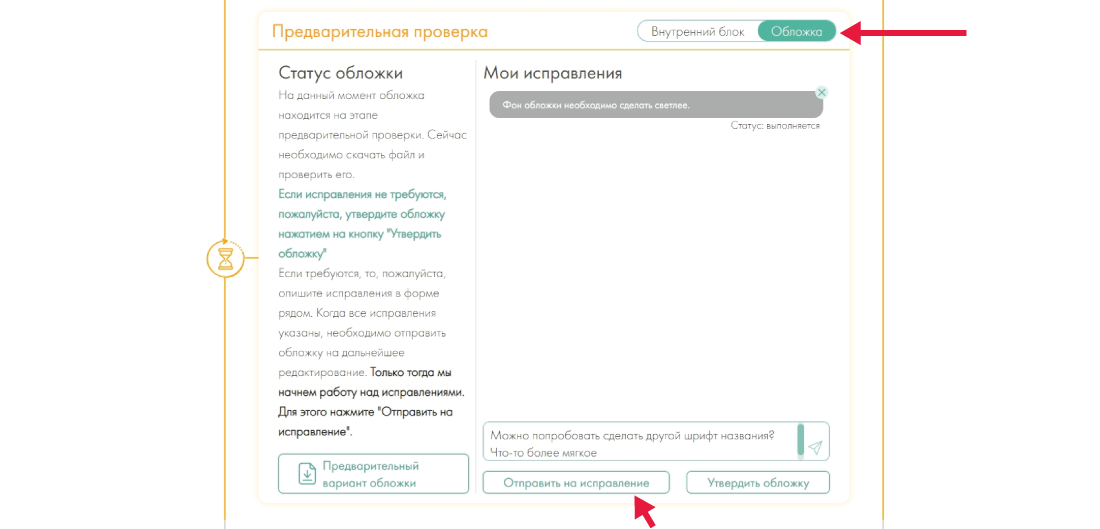 Предварительная проверка
Внутренний блок
Обложка
Статус обложки
На данный момент обложка
находится на этапе
предварительной проверки. Сейчас
необходимо скачать файл и
проверить его.
Если исправления не требуются,
пожалуйста, утвердите обложку
нажатием на кнопку "Утвердить
обложку"
Если требуются, то, пожалуйста,
опишите исправления в форме
рядом. Когда все исправления
указаны, необходимо отправить
обложку на дальнейшее
редактирование. Только тогда мы
начнем работу над исправлениями.
Для этого нажмите "Отправить на
исправление".
Предварительный
вариант обложки
Мои исправления
Фон обложки необходимо сделать светлее.
Статус: выполняется
Можно попробовать сделать другой шрифт названия?
Что-то более мягкое
Отправить на исправление
Утвердить обложку